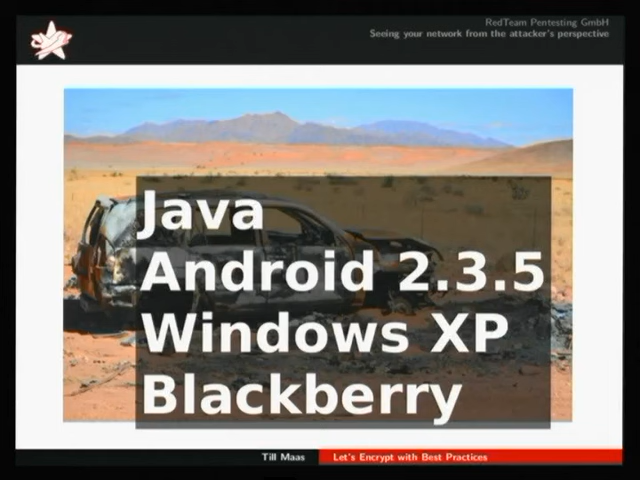 RedTeam Pentesting GmbH
Seeing your network from the attacker's perspective
Java
Android 2.3.5
Windows XP
Blackberry
Till Maas
Let's Encrypt with Best Practices